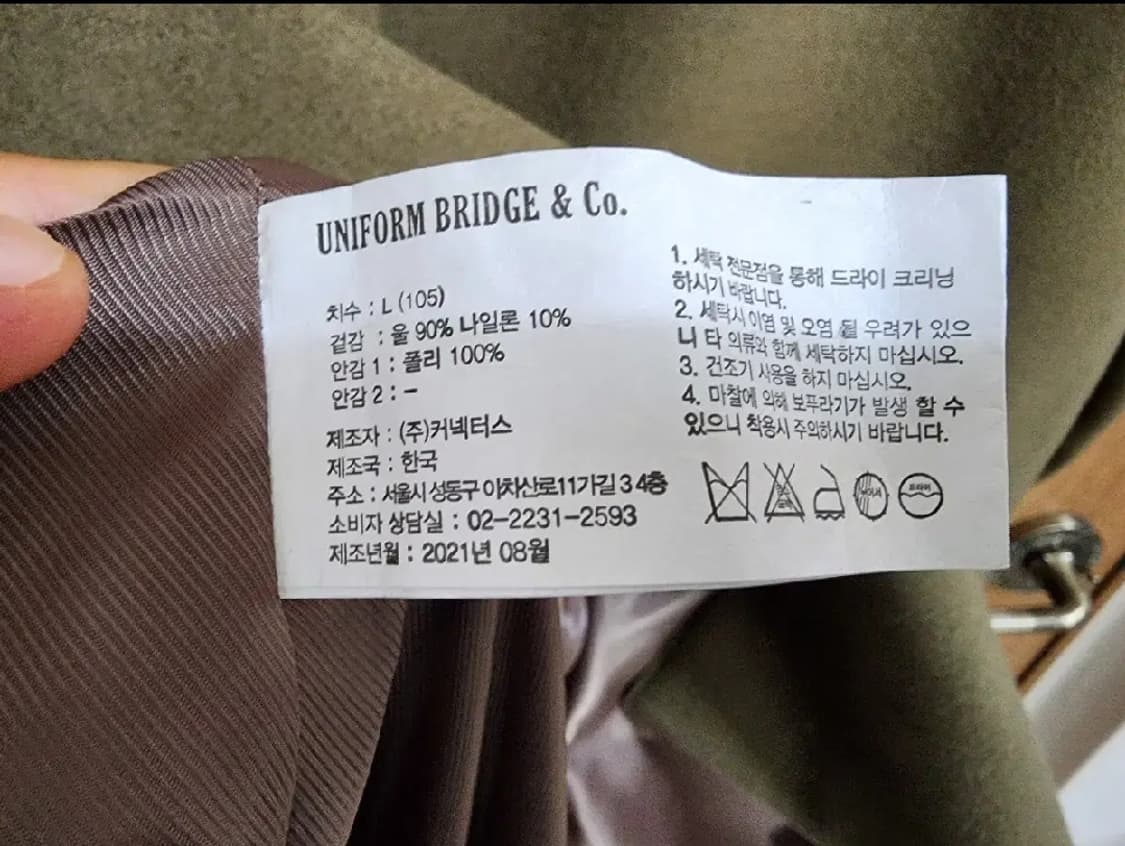 UNIFORM BRIDGE & Co.
치수 : L (105)
겉감 : 울 90% 나일론 10%
안감 1 : 폴리 100%
안감 2 : -
제조자 : (주)커넥터스
제조국 : 한국
주소 : 서울시 성동구 아차산로11가길 3 4층
소비자 상담실 : 02-2231-2593
제조년월 : 2021년 08월
1. 세탁 전문점을 통해 드라이 크리닝
하시기 바랍니다.
2. 세탁시 이염 및 오염 될 우려가 있으
니 타 의류와 함께 세탁하지 마십시오.
3. 건조기 사용을 하지 마십시오.
4. 마찰에 의해 보푸라기가 발생 할 수
있으니 착용시 주의하시기 바랍니다.
드라이